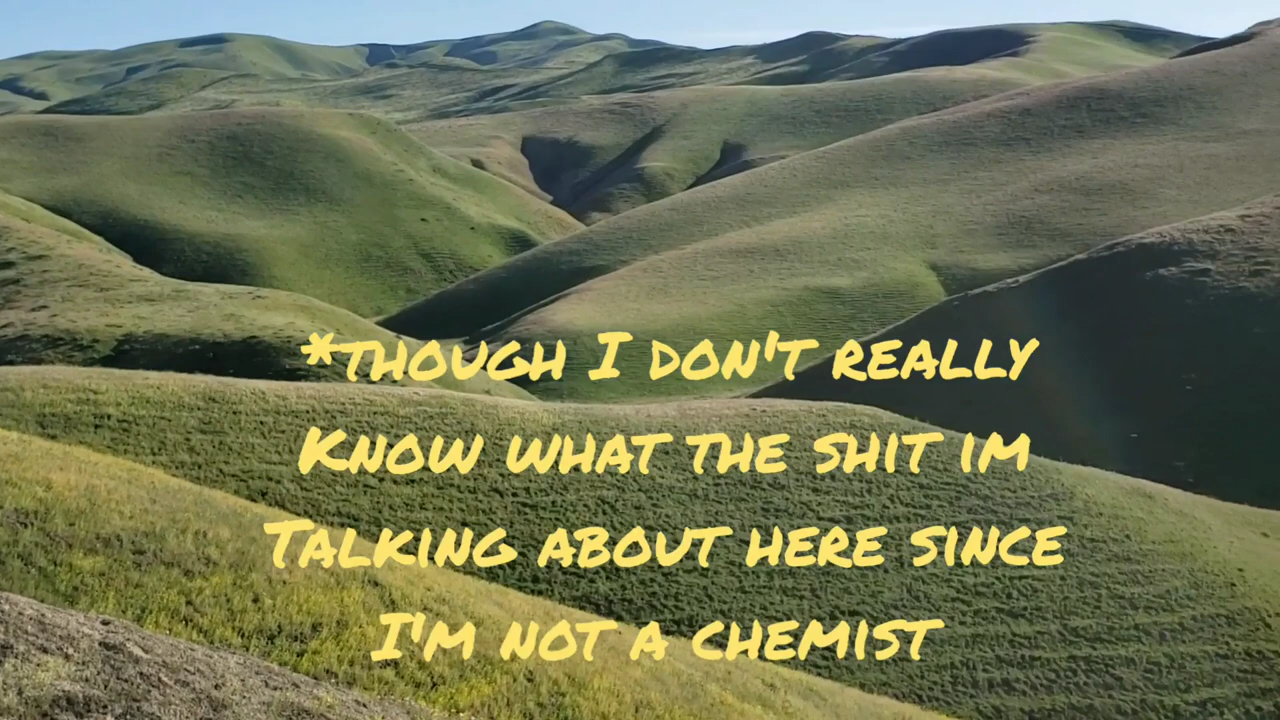 *though I don't really
Know what the shit im
Talking about here since
I'm not a chemist